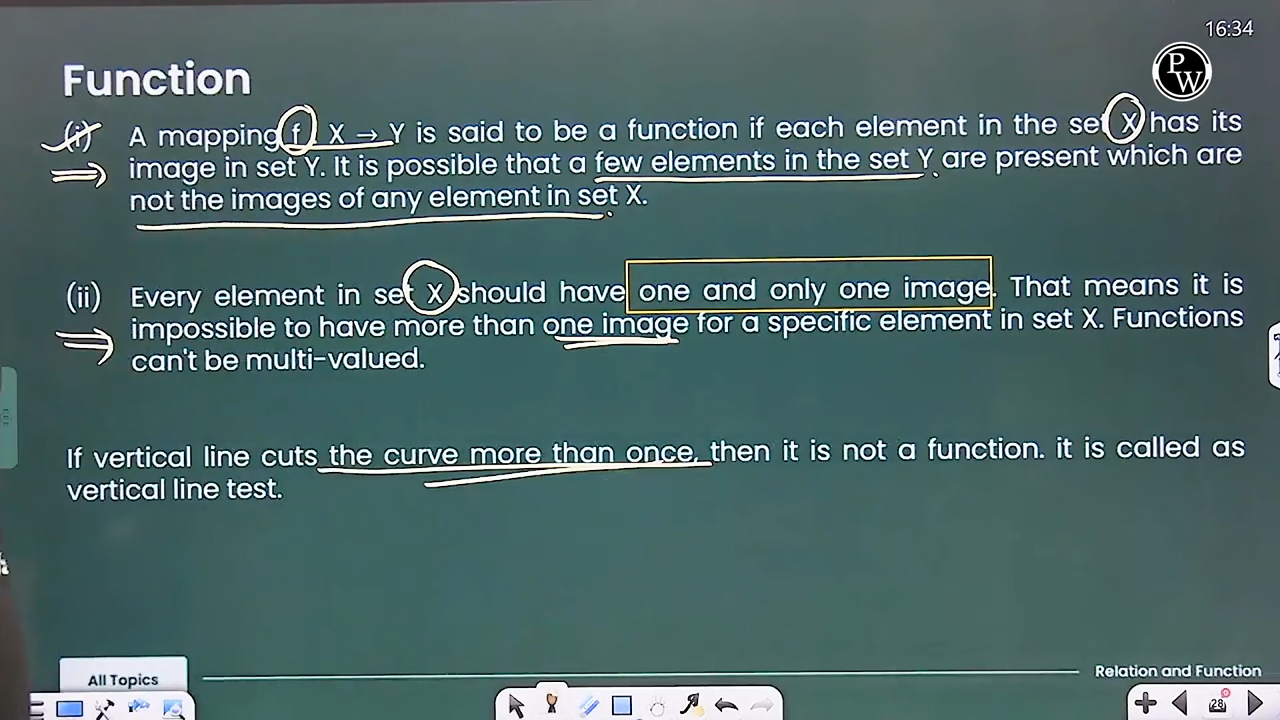 16:34
PW
Function
(i) A mapping f X → Y is said to be a function if each element in the set X has its
image in set Y. It is possible that a few elements in the set Y are present which are
not the images of any element in set X.
(ii) Every element in set X should have one and only one image. That means it is
impossible to have more than one image for a specific element in set X. Functions
can't be multi-valued.
If vertical line cuts the curve more than once, then it is not a function. it is called as
vertical line test.
All Topics
Relation and Function
28